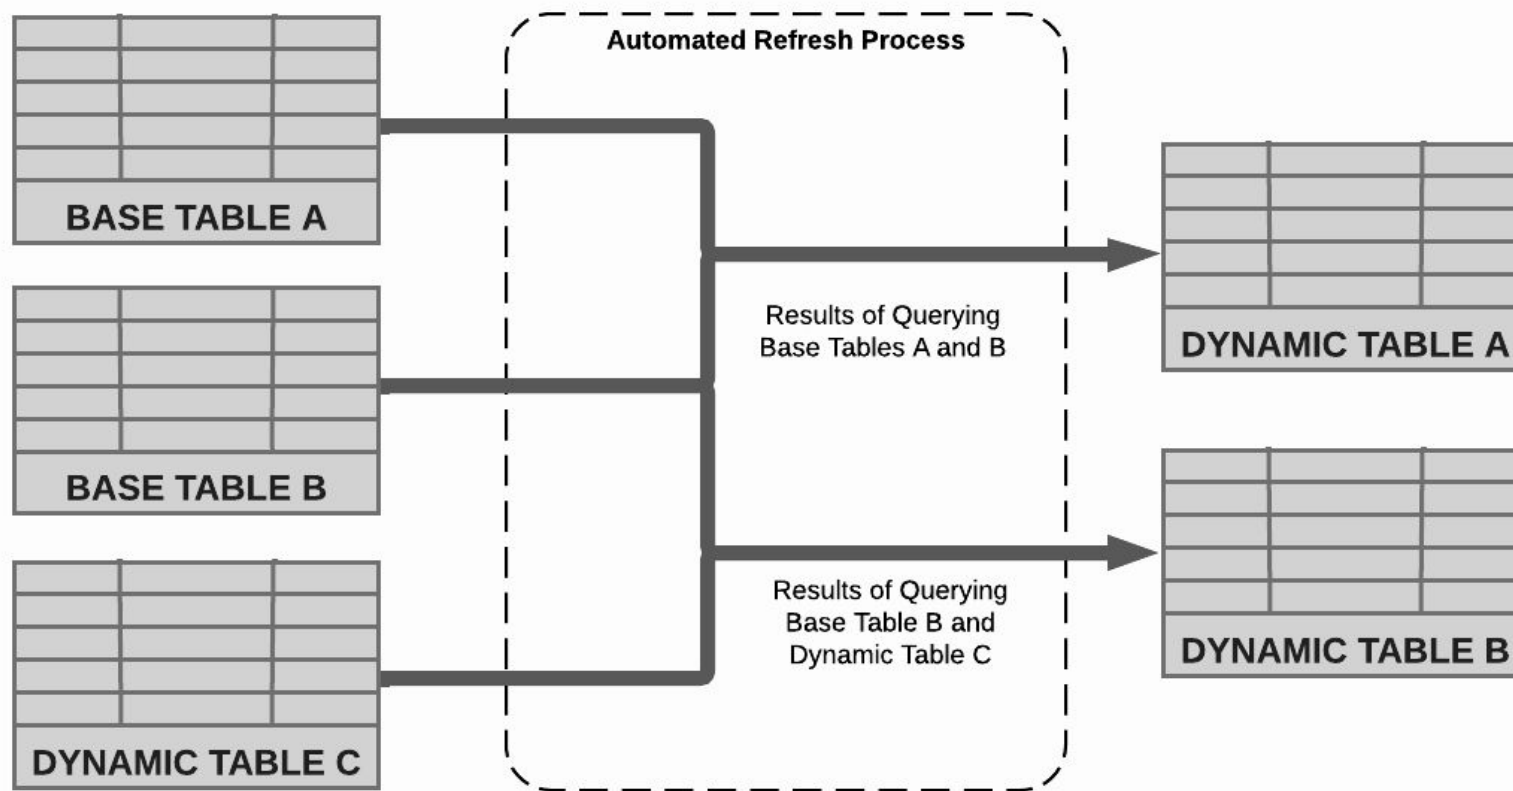 Automated Refresh Process
BASE TABLE A
BASE TABLE B
DYNAMIC TABLE C
Results of Querying
Base Tables A and B
Results of Querying
Base Table B and
Dynamic Table C
DYNAMIC TABLE A
DYNAMIC TABLE B